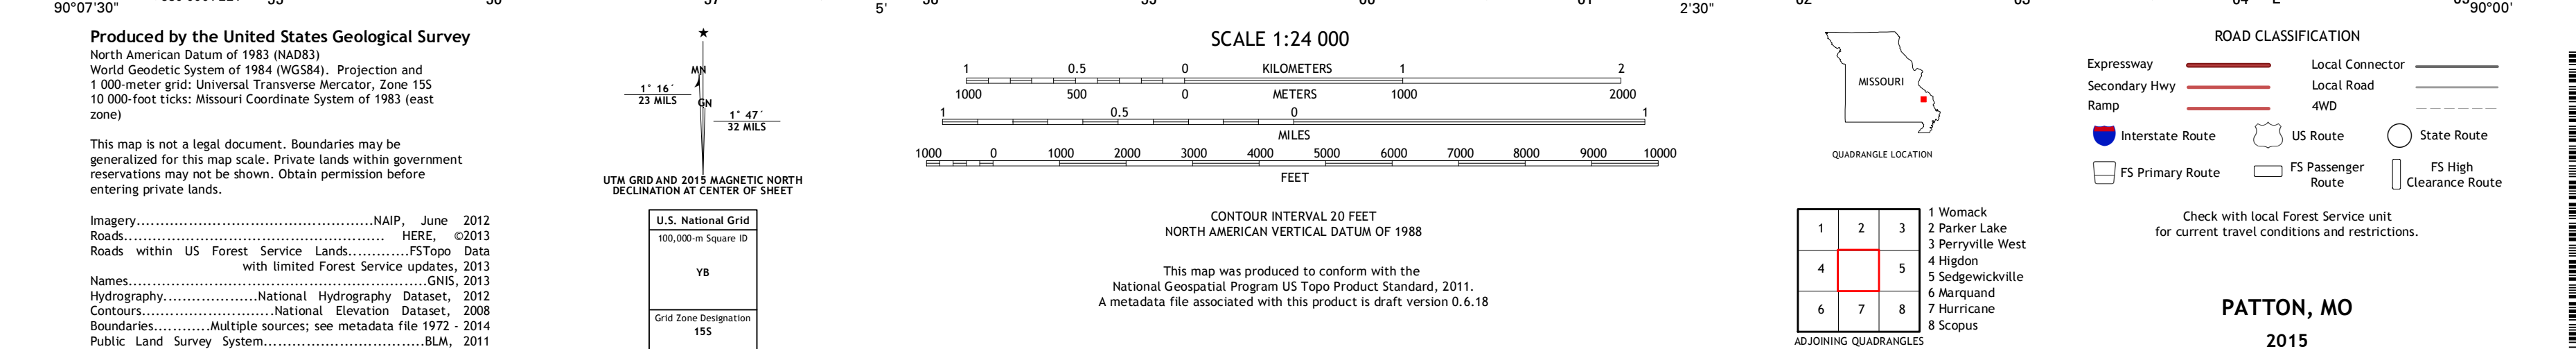 90°07'30"
5'
2'30"
90°00'
Produced by the United States Geological Survey
North American Datum of 1983 (NAD83)
World Geodetic System of 1984 (WGS84). Projection and
1 000-meter grid: Universal Transverse Mercator, Zone 15S
10 000-foot ticks: Missouri Coordinate System of 1983 (east
zone)
This map is not a legal document. Boundaries may be
generalized for this map scale. Private lands within government
reservations may not be shown. Obtain permission before
entering private lands.
Imagery..................................................NAIP, June 2012
Roads...................................................... HERE, ©2013
Roads within US Forest Service Lands............FSTopo Data
with limited Forest Service updates, 2013
Names............................................................GNIS, 2013
Hydrography....................National Hydrography Dataset, 2012
Contours............................National Elevation Dataset, 2008
Boundaries...........Multiple sources; see metadata file 1972 - 2014
Public Land Survey System..................................BLM, 2011
MN
GN
1° 16´
23 MILS
1° 47´
32 MILS
UTM GRID AND 2015 MAGNETIC NORTH
DECLINATION AT CENTER OF SHEET
U.S. National Grid
100,000-m Square ID
YB
Grid Zone Designation
15S
SCALE 1:24 000
1 0.5 0 KILOMETERS 1 2
1000 500 0 METERS 1000 2000
1 0.5 0 1
MILES
1000 0 1000 2000 3000 4000 5000 6000 7000 8000 9000 10000
FEET
CONTOUR INTERVAL 20 FEET
NORTH AMERICAN VERTICAL DATUM OF 1988
This map was produced to conform with the
National Geospatial Program US Topo Product Standard, 2011.
A metadata file associated with this product is draft version 0.6.18
MISSOURI
QUADRANGLE LOCATION
1 2 3
4 5
6 7 8
1 Womack
2 Parker Lake
3 Perryville West
4 Higdon
5 Sedgewickville
6 Marquand
7 Hurricane
8 Scopus
ADJOINING QUADRANGLES
ROAD CLASSIFICATION
Expressway
Local Connector
Secondary Hwy
Local Road
Ramp
4WD
Interstate Route
US Route
State Route
FS Primary Route
FS Passenger
Route
FS High
Clearance Route
Check with local Forest Service unit
for current travel conditions and restrictions.
PATTON, MO
2015